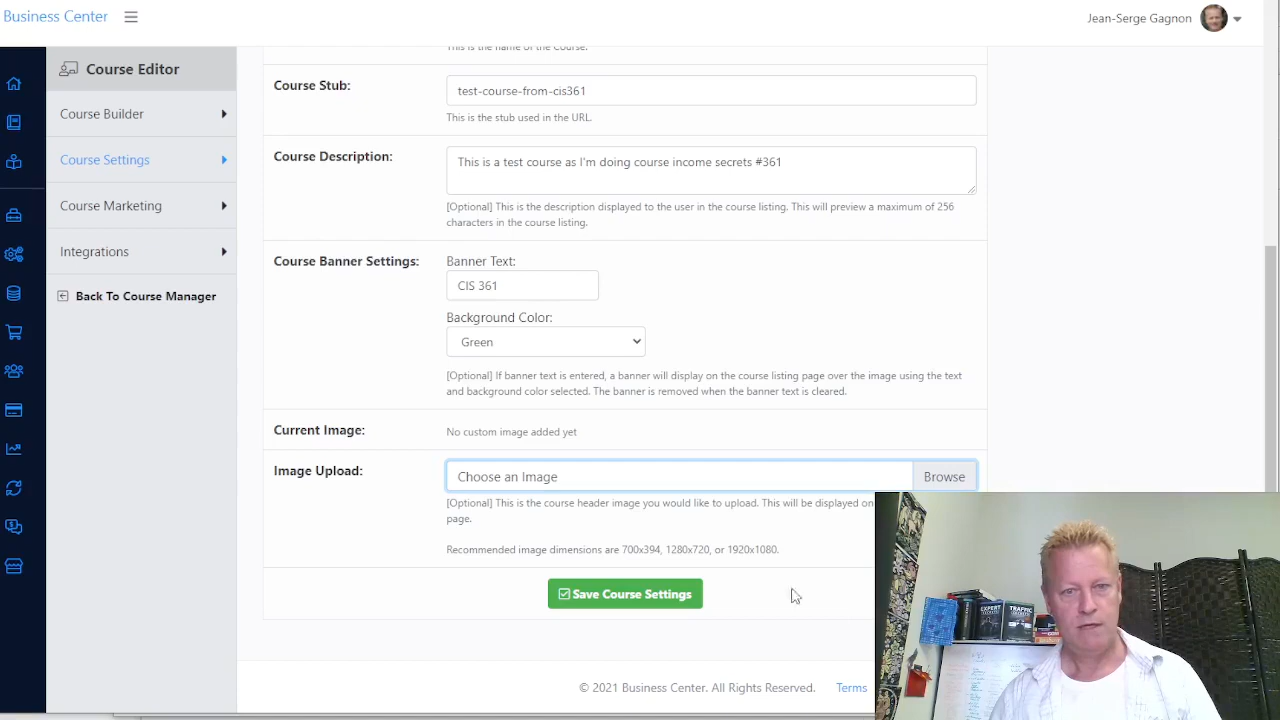 Business Center
Jean-Serge Gagnon
Course Editor
Course Builder
Course Settings
Course Marketing
Integrations
Back To Course Manager
This is the name of the Course.
Course Stub:
test-course-from-cis361
This is the stub used in the URL.
Course Description:
This is a test course as I'm doing course income secrets #361
[Optional] This is the description displayed to the user in the course listing. This will preview a maximum of 256
characters in the course listing.
Course Banner Settings:
Banner Text:
CIS 361
Background Color:
Green
[Optional] If banner text is entered, a banner will display on the course listing page over the image using the text
and background color selected. The banner is removed when the banner text is cleared.
Current Image:
No custom image added yet
Image Upload:
Choose an Image
Browse
[Optional] This is the course header image you would like to upload. This will be displayed on
page.
Recommended image dimensions are 700x394, 1280x720, or 1920x1080.
Save Course Settings
© 2021 Business Center. All Rights Reserved.
Terms
EXPERT
TRAFFIC